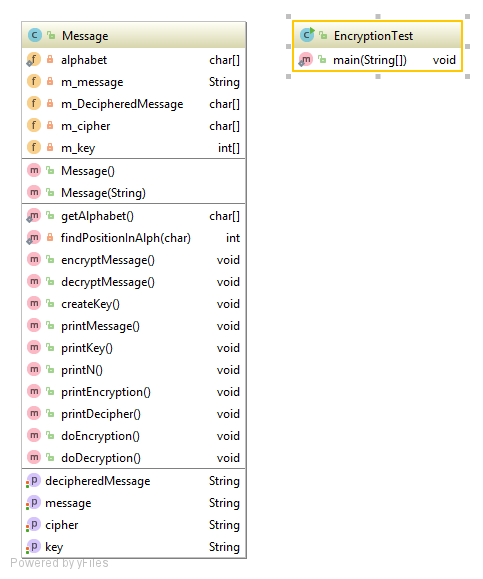 Message
alphabet char[]
m_message String
m_DecipheredMessage char[]
m_cipher char[]
m_key int[]
Message()
Message(String)
getAlphabet() char[]
findPositionInAlph(char) int
encryptMessage() void
decryptMessage() void
createKey() void
printMessage() void
printKey() void
printN() void
printEncryption() void
printDecipher() void
doEncryption() void
doDecryption() void
decipheredMessage String
message String
cipher String
key String
EncryptionTest
main(String[]) void
Powered by yFiles